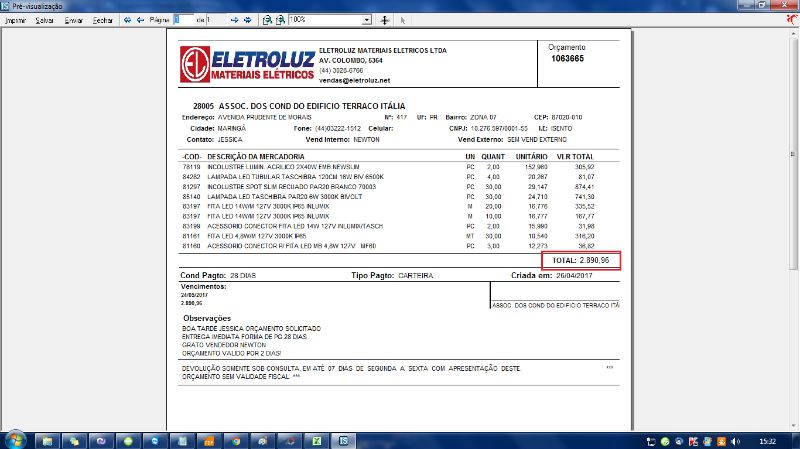 Pré-visualização
Imprimir Salvar Enviar Fechar Página 1 de 1 100%
ELETROLUZ
MATERIAIS ELÉTRICOS
ELETROLUZ MATERIAIS ELETRICOS LTDA
AV. COLOMBO, 5364
(44) 3028-6766
vendas@eletroluz.net
Orçamento
1063665
28005 ASSOC. DOS COND DO EDIFICIO TERRACO ITÁLIA
Endereço: AVENIDA PRUDENTE DE MORAIS Nº: 417 UF: PR Bairro: ZONA 07 CEP: 87020-010
Cidade: MARINGÁ Fone: (44)03222-1512 Celular: CNPJ: 10.276.597/0001-55 I.E: ISENTO
Contato: JESSICA Vend Interno: NEWTON Vend Externo: SEM VEND EXTERNO
-COD- DESCRIÇÃO DA MERCADORIA UN QUANT UNITÁRIO VLR TOTAL
78119 INCOLUSTRE LUMIN. ACRILICO 2X40W EMB NEWSLIM PC 2,00 152,960 305,92
84282 LAMPADA LED TUBULAR TASCHIBRA 120CM 16W BIV 6500K PC 4,00 20,267 81,07
81297 INCOLUSTRE SPOT SLIM RECUADO PAR20 BRANCO 70003 PC 30,00 29,147 874,41
85140 LAMPADA LED TASCHIBRA PAR20 6W 3000K BIVOLT PC 30,00 24,710 741,30
83197 FITA LED 14W/M 127V 3000K IP65 INLUMIX M 20,00 16,776 335,52
83197 FITA LED 14W/M 127V 3000K IP65 INLUMIX M 10,00 16,777 167,77
83199 ACESSORIO CONECTOR FITA LED 14W 127V INLUMIX/TASCH PC 2,00 15,990 31,98
81161 FITA LED 4,8W/M 127V 3000K IP65 MT 30,00 10,540 316,20
81160 ACESSORIO CONECTOR P/ FITA LED MB 4,8W 127V MF60 PC 3,00 12,273 36,82
TOTAL: 2.890,96
Cond Pagto: 28 DIAS Tipo Pagto: CARTEIRA Criada em: 26/04/2017
Vencimentos:
24/05/2017
2.890,96
ASSOC. DOS COND DO EDIFICIO TERRACO ITÁ
Observações
BOA TARDE JESSICA ORÇAMENTO SOLICITADO
ENTREGA IMEDIATA FORMA DE PG 28 DIAS
GRATO VENDEDOR NEWTON
ORÇAMENTO VALIDO POR 2 DIAS!
DEVOLUÇÃO SOMENTE SOB CONSULTA, EM ATÉ 07 DIAS DE SEGUNDA A SEXTA COM APRESENTAÇÃO DESTE. ***
ORÇAMENTO SEM VALIDADE FISCAL ***
15:32